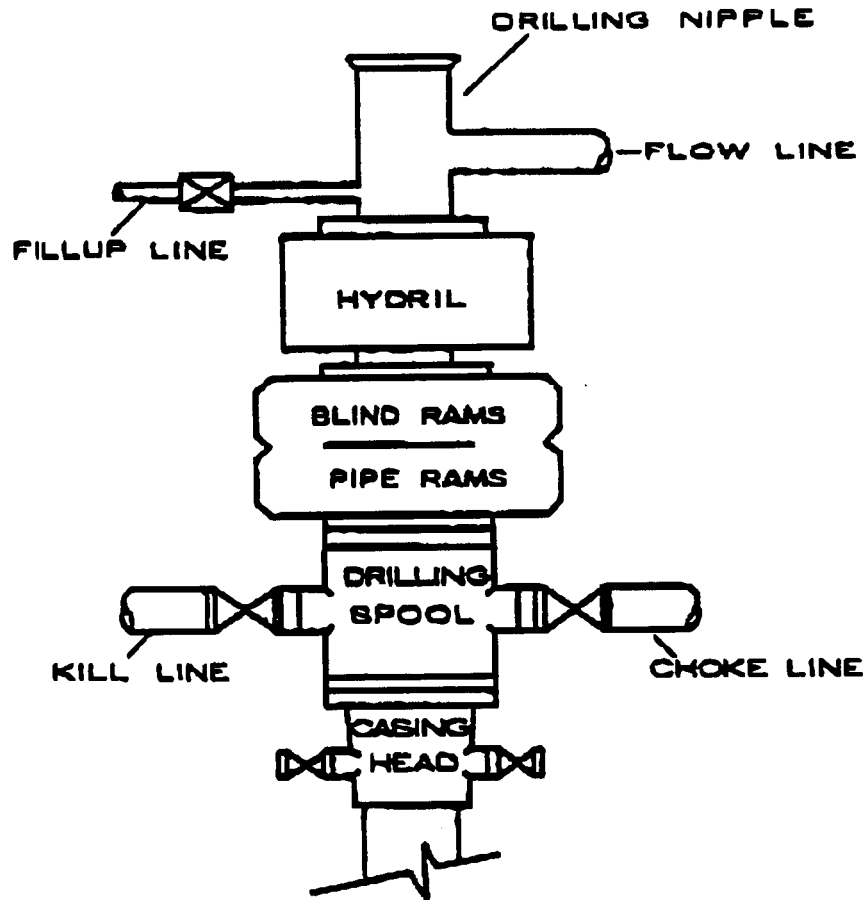 DRILLING NIPPLE
FLOW LINE
FILLUP LINE
HYDRIL
BLIND RAMS
PIPE RAMS
DRILLING
SPOOL
KILL LINE
CHOKE LINE
CASING
HEAD